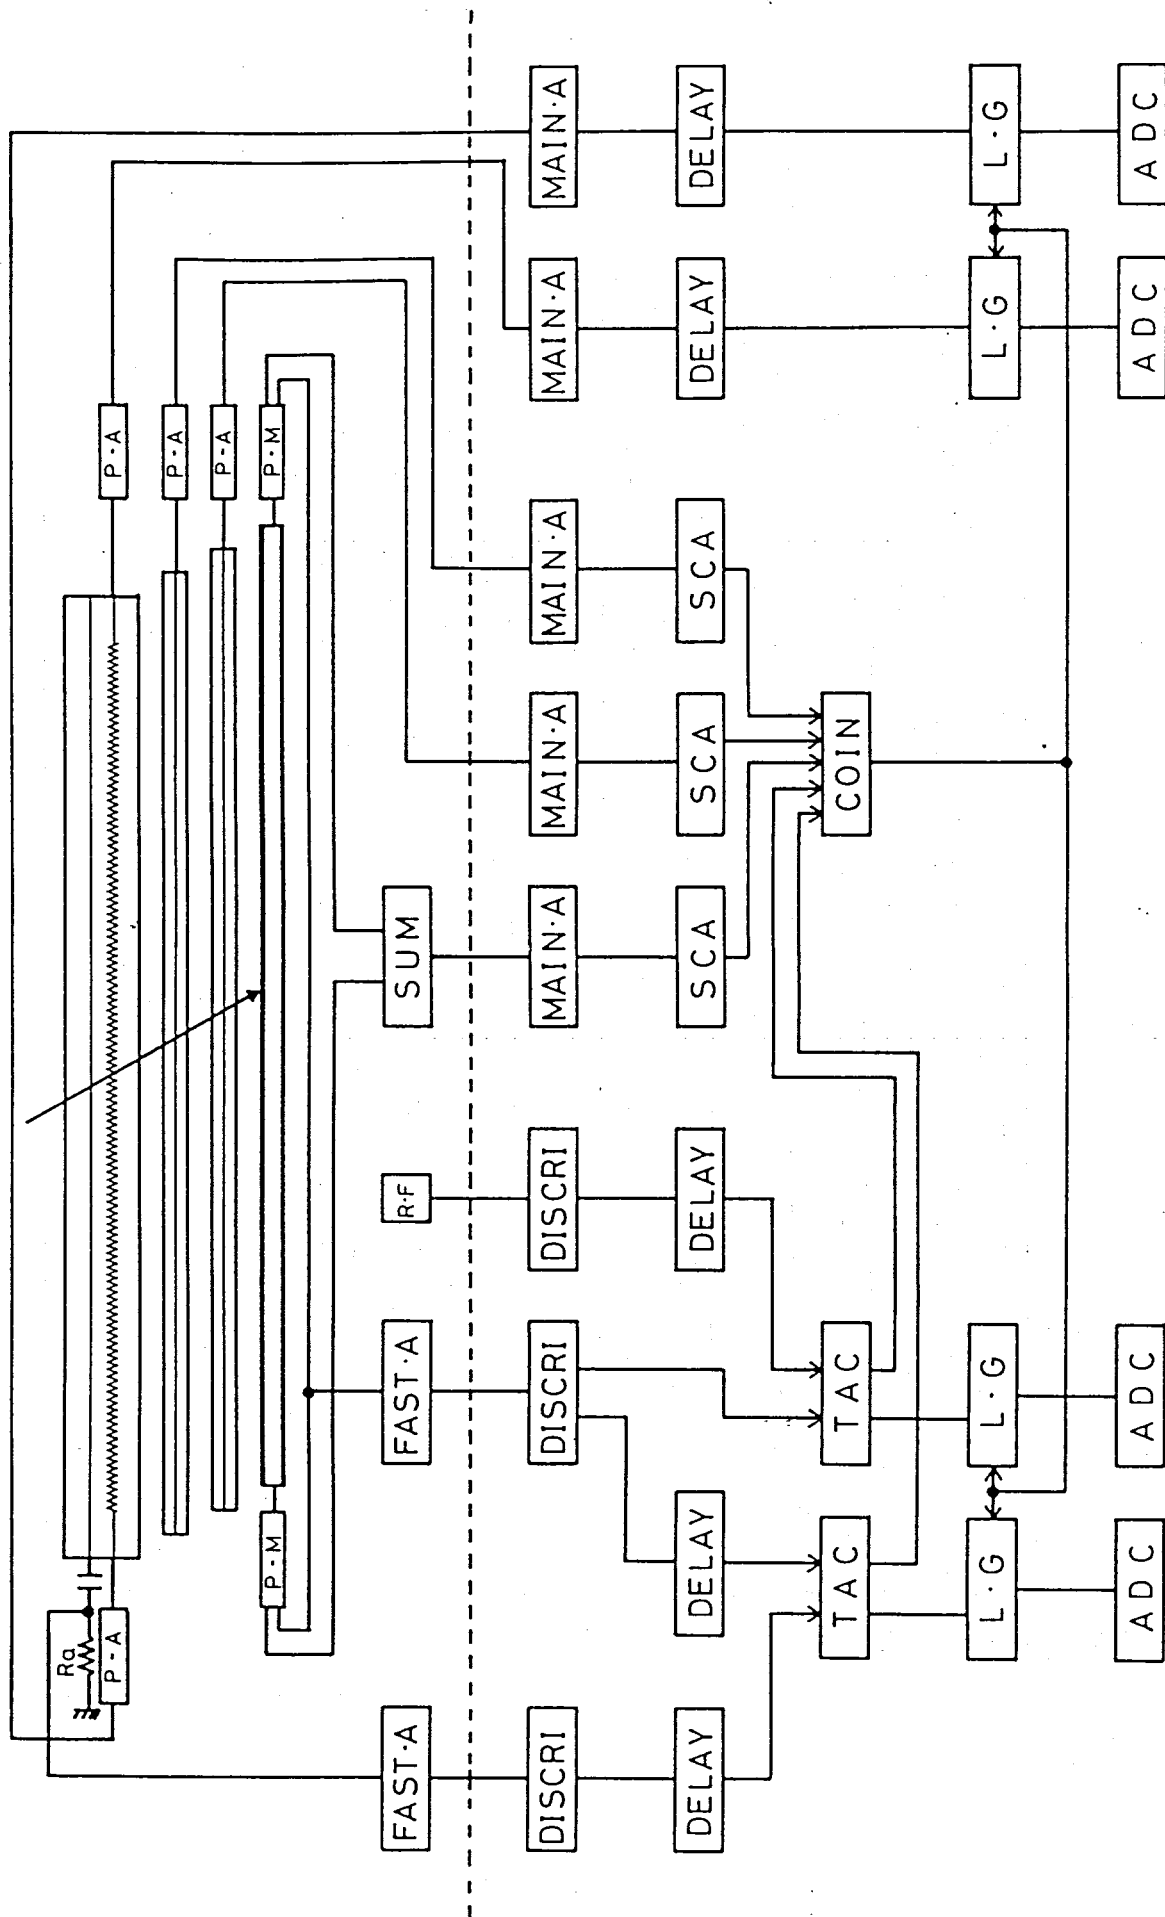 Ra
P-A
P-M
P-A
P-A
P-A
P-M
FAST·A
FAST·A
R·F
SUM
DISCRI
DISCRI
DISCRI
MAIN·A
MAIN·A
MAIN·A
MAIN·A
MAIN·A
DELAY
DELAY
DELAY
SCA
SCA
SCA
DELAY
DELAY
TAC
TAC
COIN
L·G
L·G
L·G
L·G
ADC
ADC
ADC
ADC